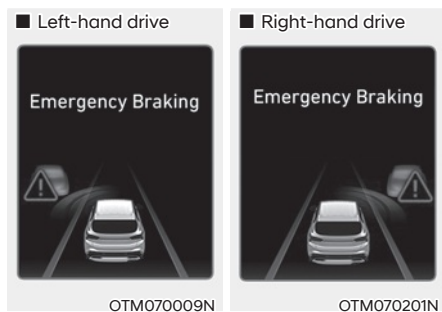 ■ Left-hand drive
Emergency Braking
OTM070009N
■ Right-hand drive
Emergency Braking
OTM070201N